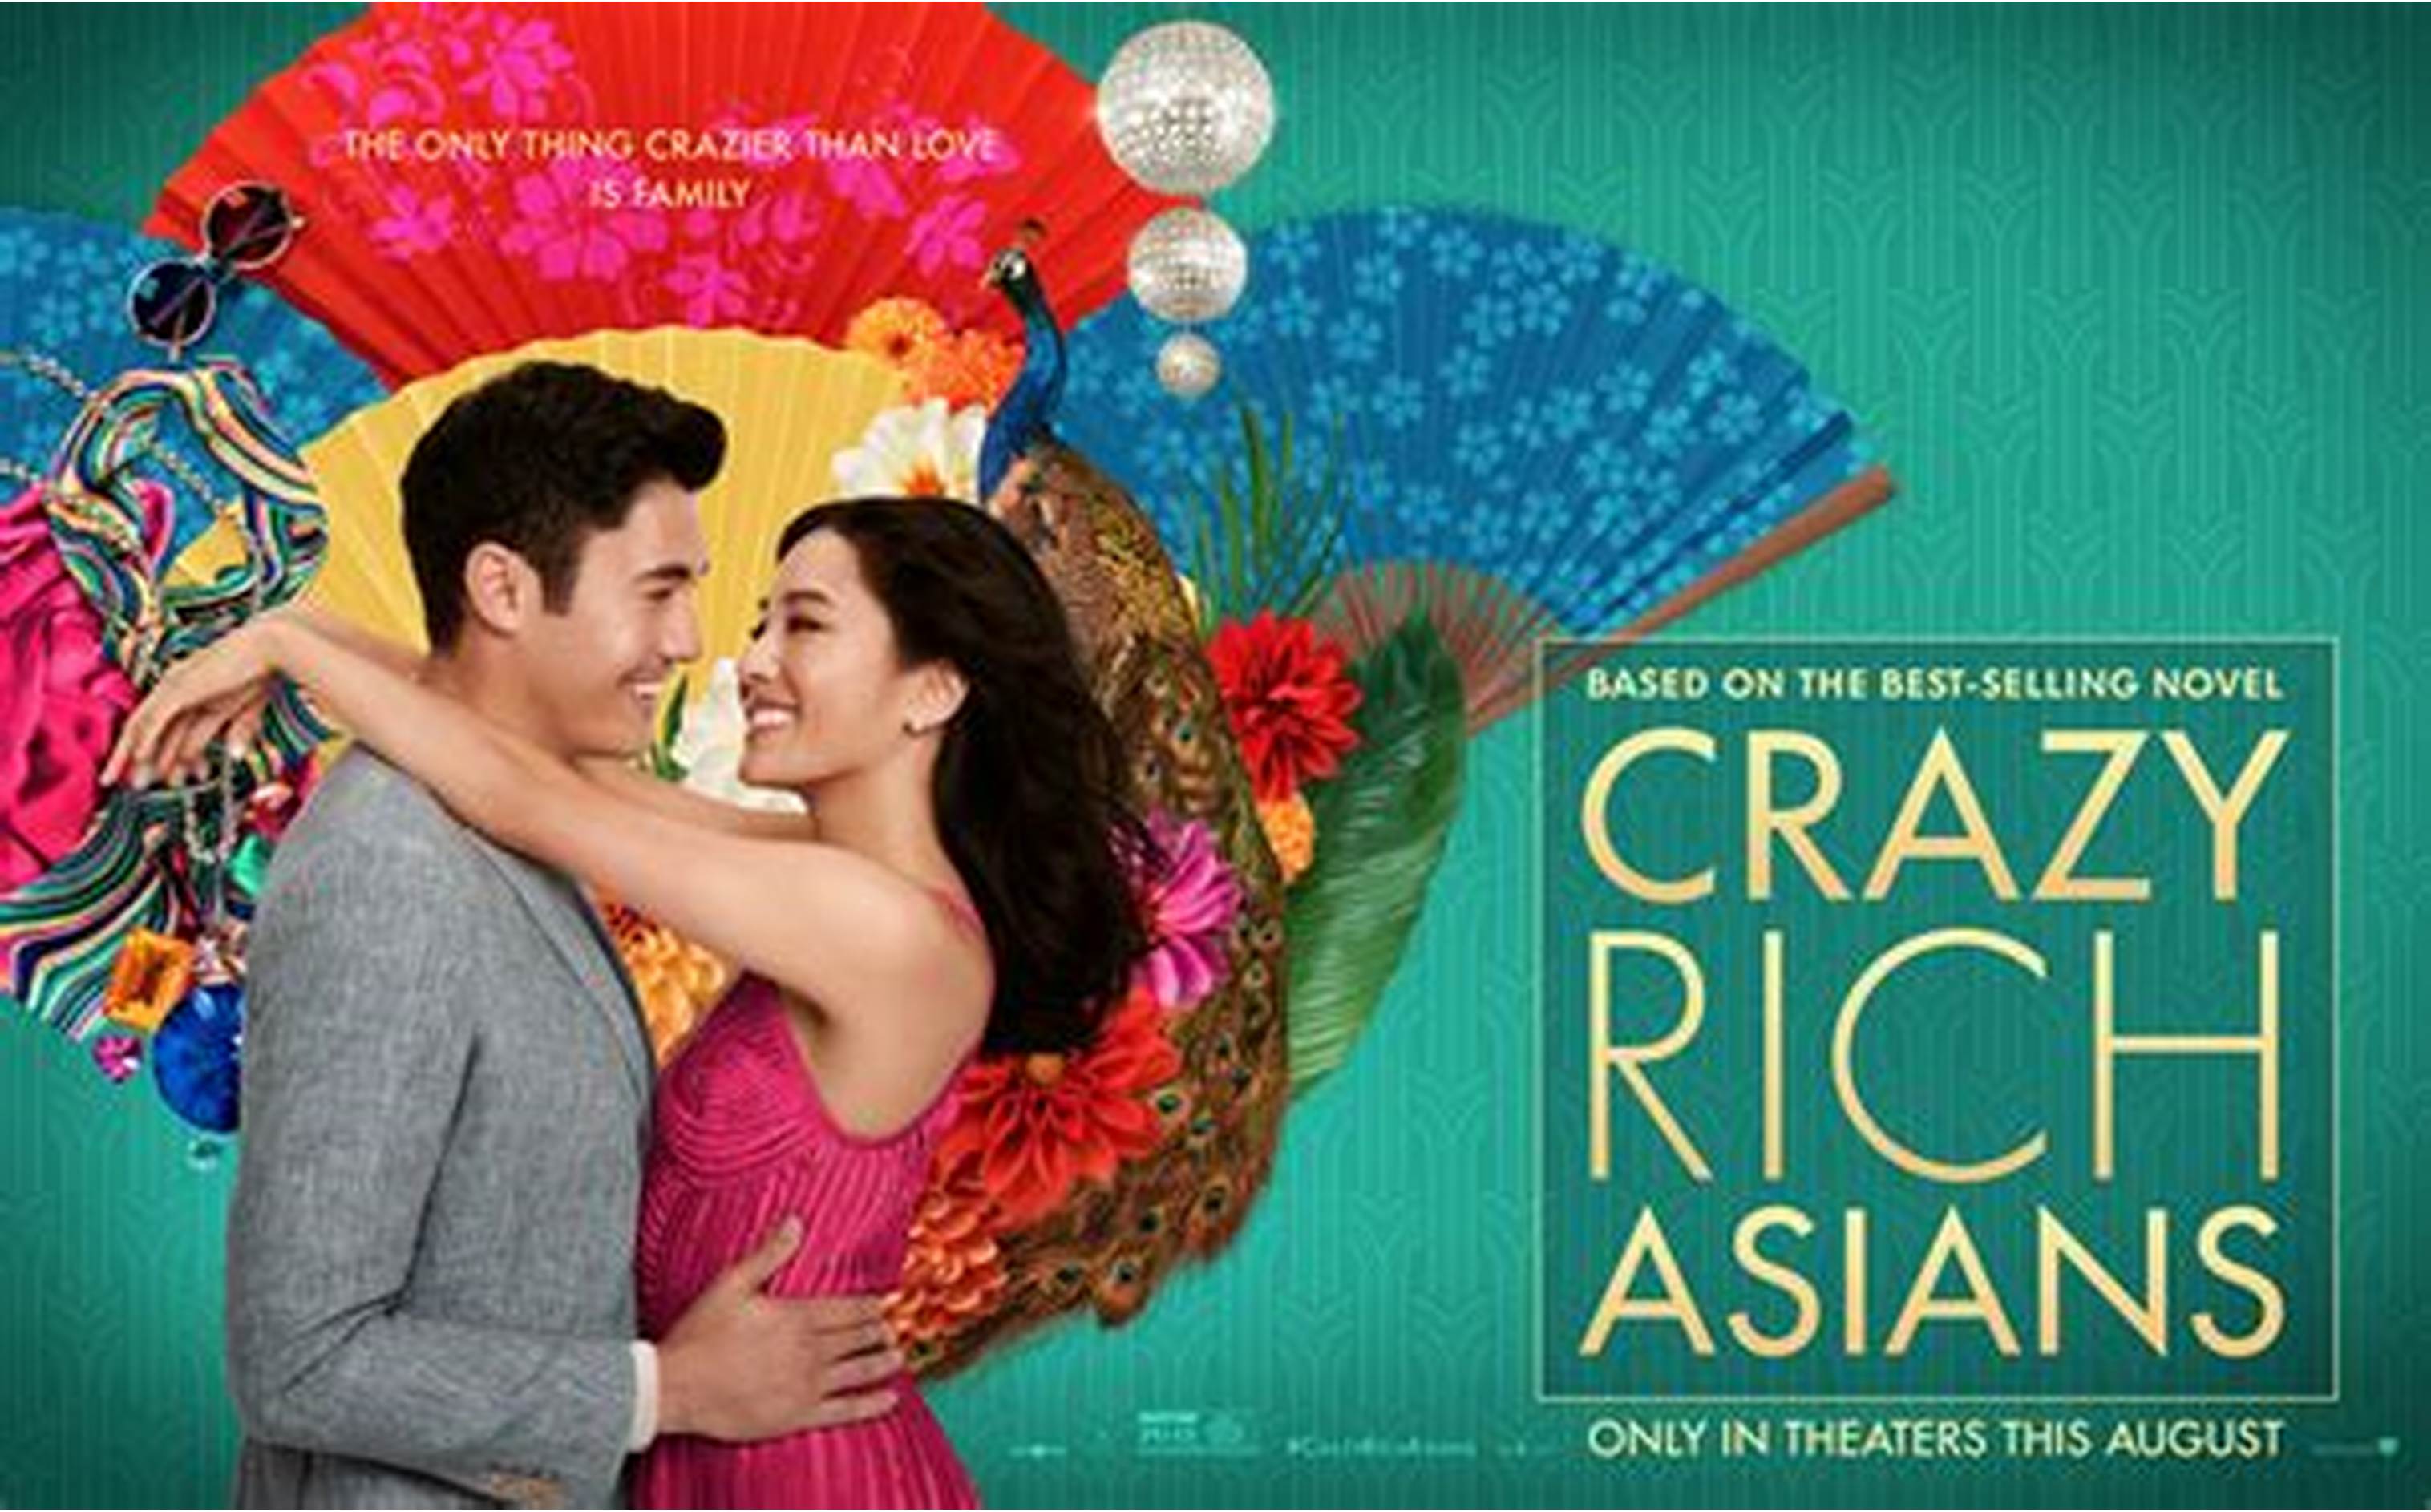 THE ONLY THING CRAZIER THAN LOVE
IS FAMILY
BASED ON THE BEST-SELLING NOVEL
CRAZY
RICH
ASIANS
ONLY IN THEATERS THIS AUGUST